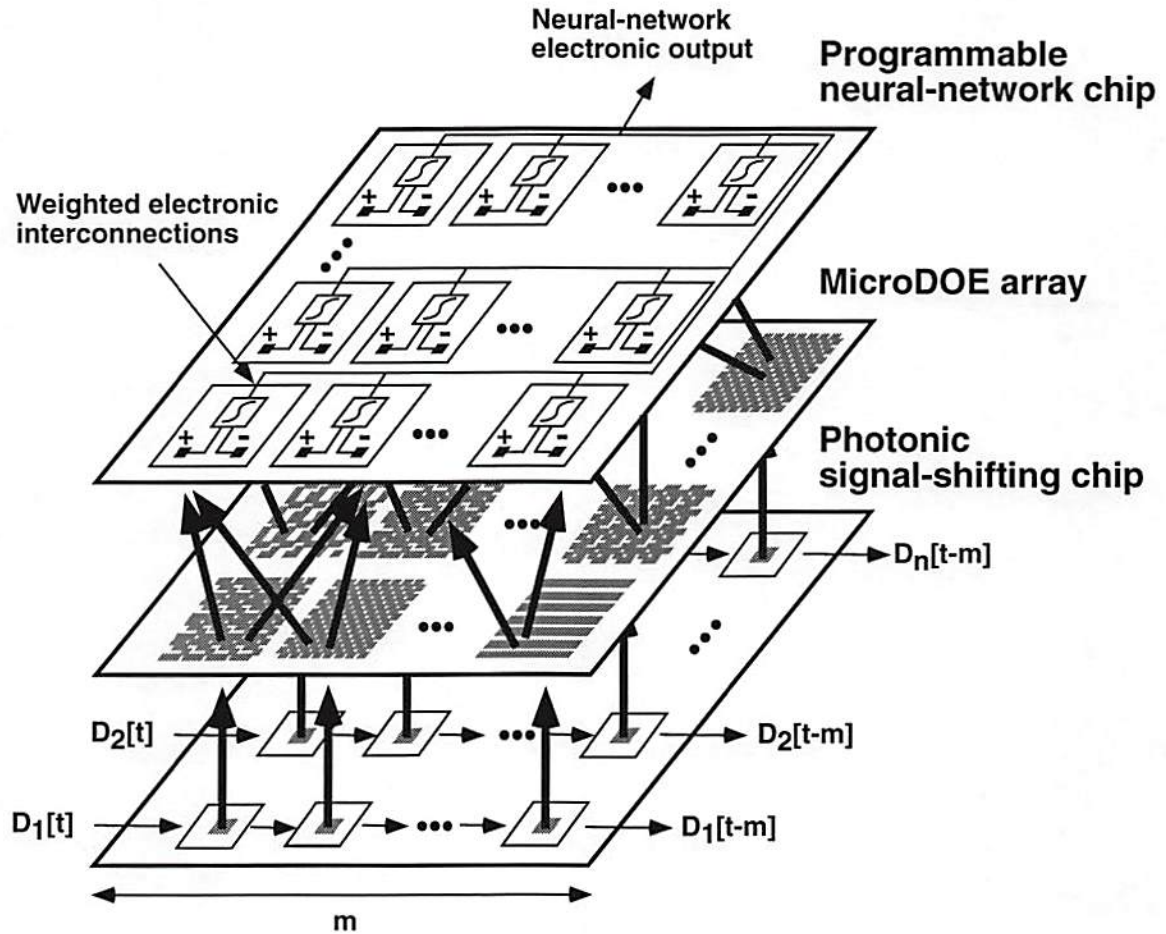 Neural-network
electronic output
Programmable
neural-network chip
Weighted electronic
interconnections
+ - + - ••• + -
+ - + - ••• + -
+ - + - ••• + -
MicroDOE array
Photonic
signal-shifting chip
Dn[t-m]
D2[t]
D2[t-m]
D1[t]
D1[t-m]
m